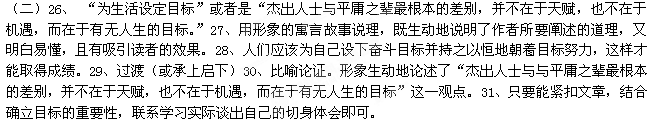 （二）26、 “为生活设定目标”或者是“杰出人士与平庸之辈最根本的差别，并不在于天赋，也不在于
机遇，而在于有无人生的目标。”27、用形象的寓言故事说理，既生动地说明了作者所要阐述的道理，又
明白易懂，且有吸引读者的效果。28、人们应该为自己设下奋斗目标并持之以恒地朝着目标努力，这样才
能取得成绩。29、过渡（或承上启下）30、比喻论证。形象生动地论述了“杰出人士与与平庸之辈最根本
的差别，并不在于天赋，也不在于机遇，而在于有无人生的目标”这一观点。31、只要能紧扣文章，结合
确立目标的重要性，联系学习实际谈出自己的切身体会即可。